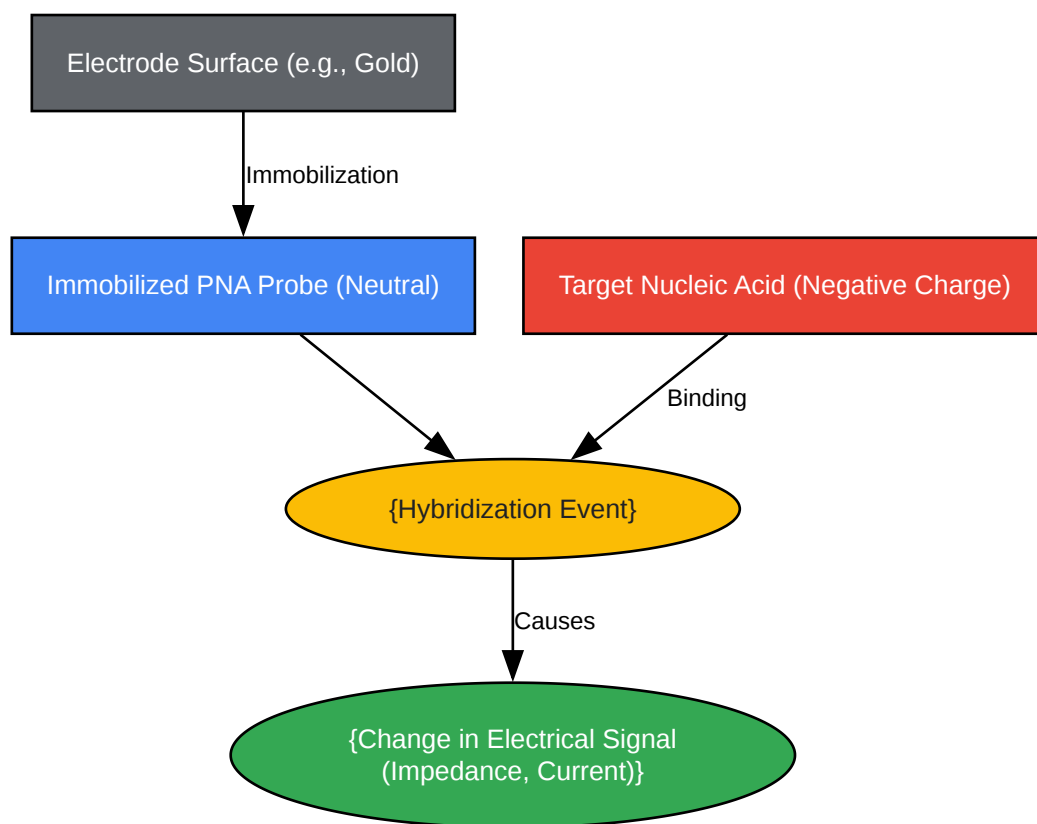 Electrode Surface (e.g., Gold)
Immobilization
Immobilized PNA Probe (Neutral)
Target Nucleic Acid (Negative Charge)
Binding
{Hybridization Event}
Causes
{Change in Electrical Signal
(Impedance, Current)}